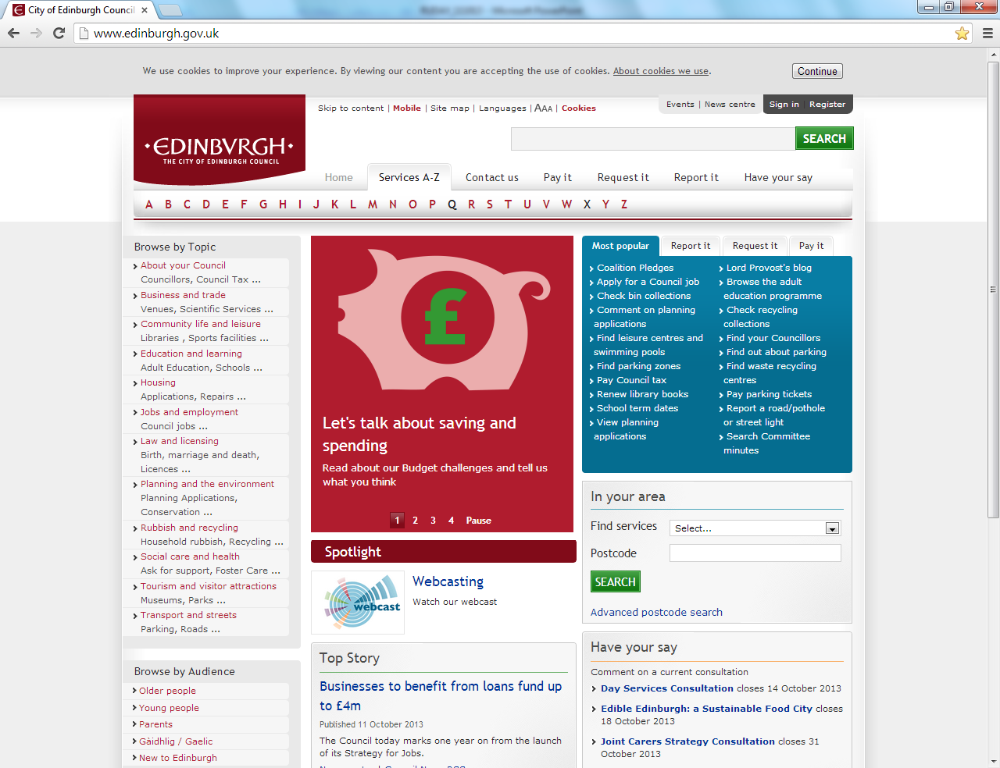 City of Edinburgh Council
www.edinburgh.gov.uk
We use cookies to improve your experience. By viewing our content you are accepting the use of cookies. About cookies we use.
Continue
Skip to content | Mobile | Site map | Languages | AAA | Cookies
Events | News centre
Sign in | Register
·EDINBVRGH·
THE CITY OF EDINBURGH COUNCIL
SEARCH
Home Services A-Z Contact us Pay it Request it Report it Have your say
A B C D E F G H I J K L M N O P Q R S T U V W X Y Z
Browse by Topic
About your Council
Councillors, Council Tax ...
Business and trade
Venues, Scientific Services ...
Community life and leisure
Libraries , Sports facilities ...
Education and learning
Adult Education, Schools ...
Housing
Applications, Repairs ...
Jobs and employment
Council jobs ...
Law and licensing
Birth, marriage and death,
Licences ...
Planning and the environment
Planning Applications,
Conservation ...
Rubbish and recycling
Household rubbish, Recycling ...
Social care and health
Ask for support, Foster Care ...
Tourism and visitor attractions
Museums, Parks ...
Transport and streets
Parking, Roads ...
Browse by Audience
Older people
Young people
Parents
Gàidhlig / Gaelic
New to Edinburgh
£
Let's talk about saving and
spending
Read about our Budget challenges and tell us
what you think
1 2 3 4 Pause
Spotlight
webcast
Webcasting
Watch our webcast
Top Story
Businesses to benefit from loans fund up
to £4m
Published 11 October 2013
The Council today marks one year on from the launch
of its Strategy for Jobs.
Most popular Report it Request it Pay it
Coalition Pledges
Apply for a Council job
Check bin collections
Comment on planning
applications
Find leisure centres and
swimming pools
Find parking zones
Pay Council tax
Renew library books
School term dates
View planning
applications
Lord Provost's blog
Browse the adult
education programme
Check recycling
collections
Find your Councillors
Find out about parking
Find waste recycling
centres
Pay parking tickets
Report a road/pothole
or street light
Search Committee
minutes
In your area
Find services Select...
Postcode
SEARCH
Advanced postcode search
Have your say
Comment on a current consultation
Day Services Consultation closes 14 October 2013
Edible Edinburgh: a Sustainable Food City closes
18 October 2013
Joint Carers Strategy Consultation closes 31
October 2013